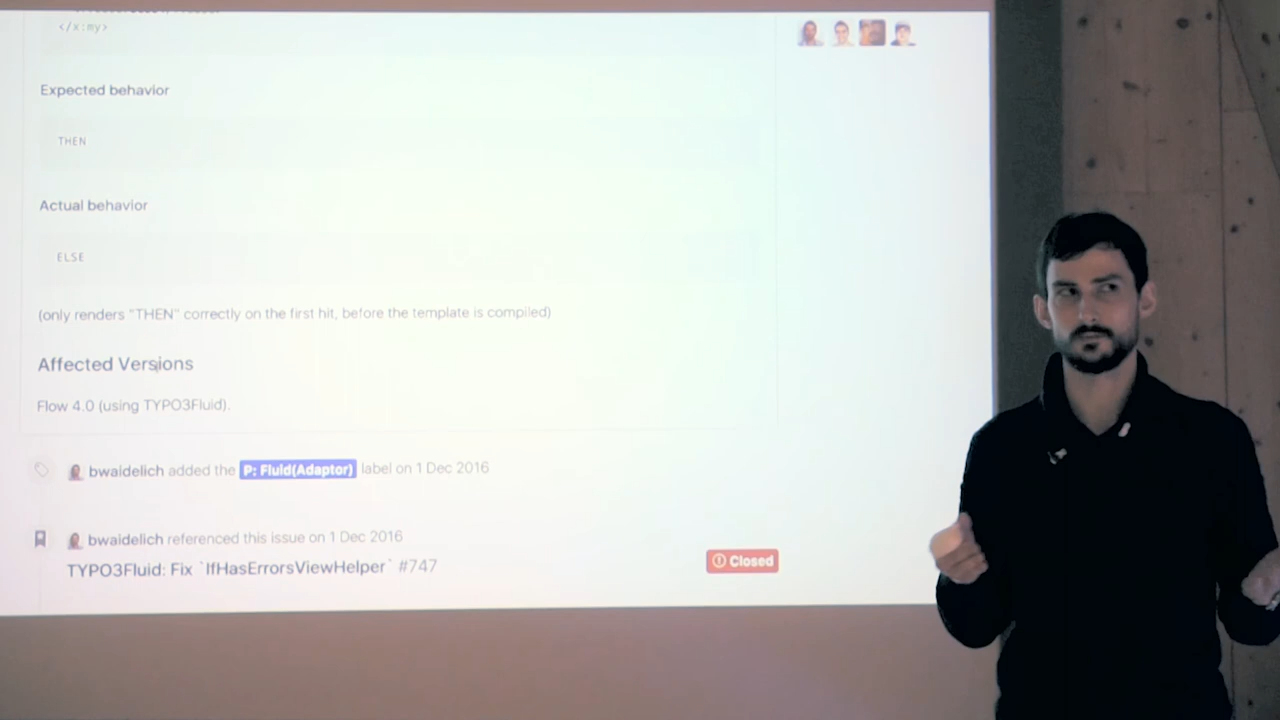 </x:my>
Expected behavior
THEN
Actual behavior
ELSE
(only renders "THEN" correctly on the first hit, before the template is compiled)
Affected Versions
Flow 4.0 (using TYPO3Fluid).
bwaidelich added the P: Fluid(Adaptor) label on 1 Dec 2016
bwaidelich referenced this issue on 1 Dec 2016
TYPO3Fluid: Fix `IfHasErrorsViewHelper` #747
Closed